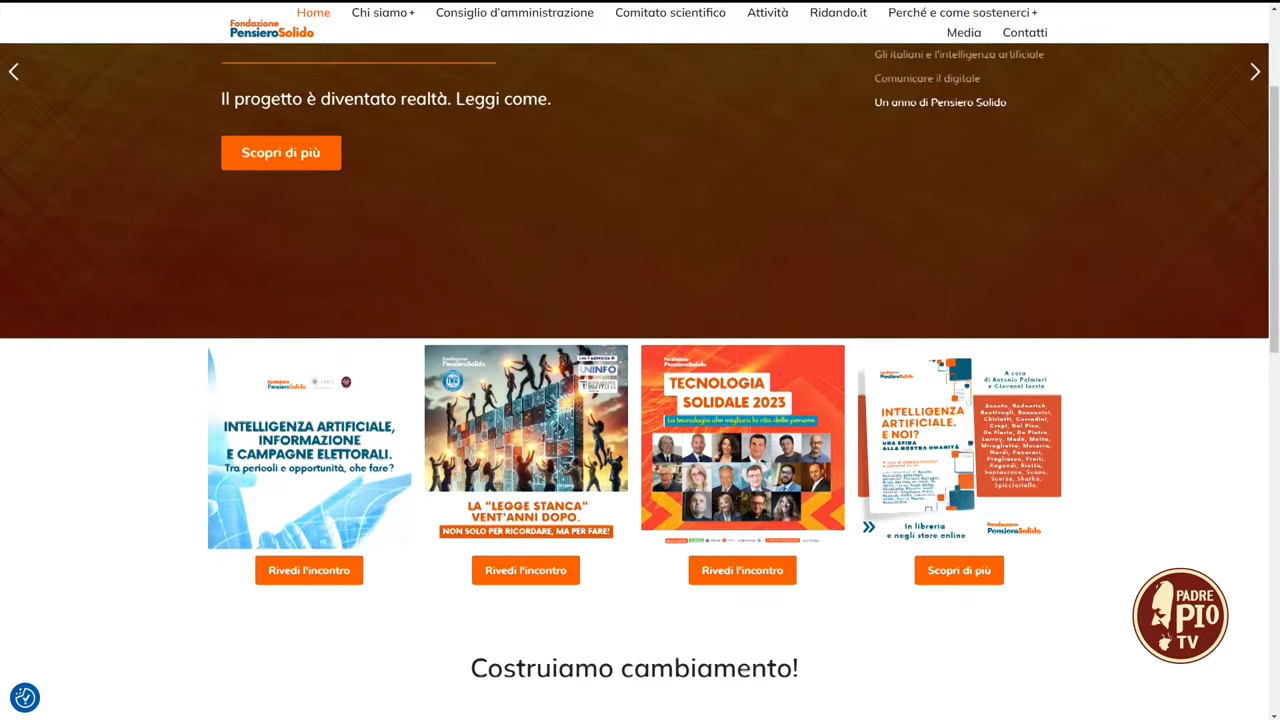 Fondazione
PensieroSolido
Home
Chi siamo +
Consiglio d'amministrazione
Comitato scientifico
Attività
Ridando.it
Perché e come sostenerci +
Media
Contatti
Gli italiani e l'intelligenza artificiale
Comunicare il digitale
Un anno di Pensiero Solido
Il progetto è diventato realtà. Leggi come.
Scopri di più
Fondazione
PensieroSolido
INTELLIGENZA ARTIFICIALE,
INFORMAZIONE
E CAMPAGNE ELETTORALI.
Tra pericoli e opportunità, che fare?
Rivedi l'incontro
Fondazione
PensieroSolido
UNINFO
LA "LEGGE STANCA"
VENT'ANNI DOPO.
NON SOLO PER RICORDARE, MA PER FARE!
Rivedi l'incontro
Fondazione
PensieroSolido
TECNOLOGIA
SOLIDALE 2023
La tecnologia che migliora la vita delle persone
Rivedi l'incontro
PensieroSolido
INTELLIGENZA
ARTIFICIALE.
E NOI?
UNA SFIDA
ALLA NOSTRA UMANITÀ
A cura
di Antonio Palmieri
e Giovanni Iozzia
In libreria
e negli store online
Fondazione
PensieroSolido
Scopri di più
PADRE
PIO
TV
Costruiamo cambiamento!